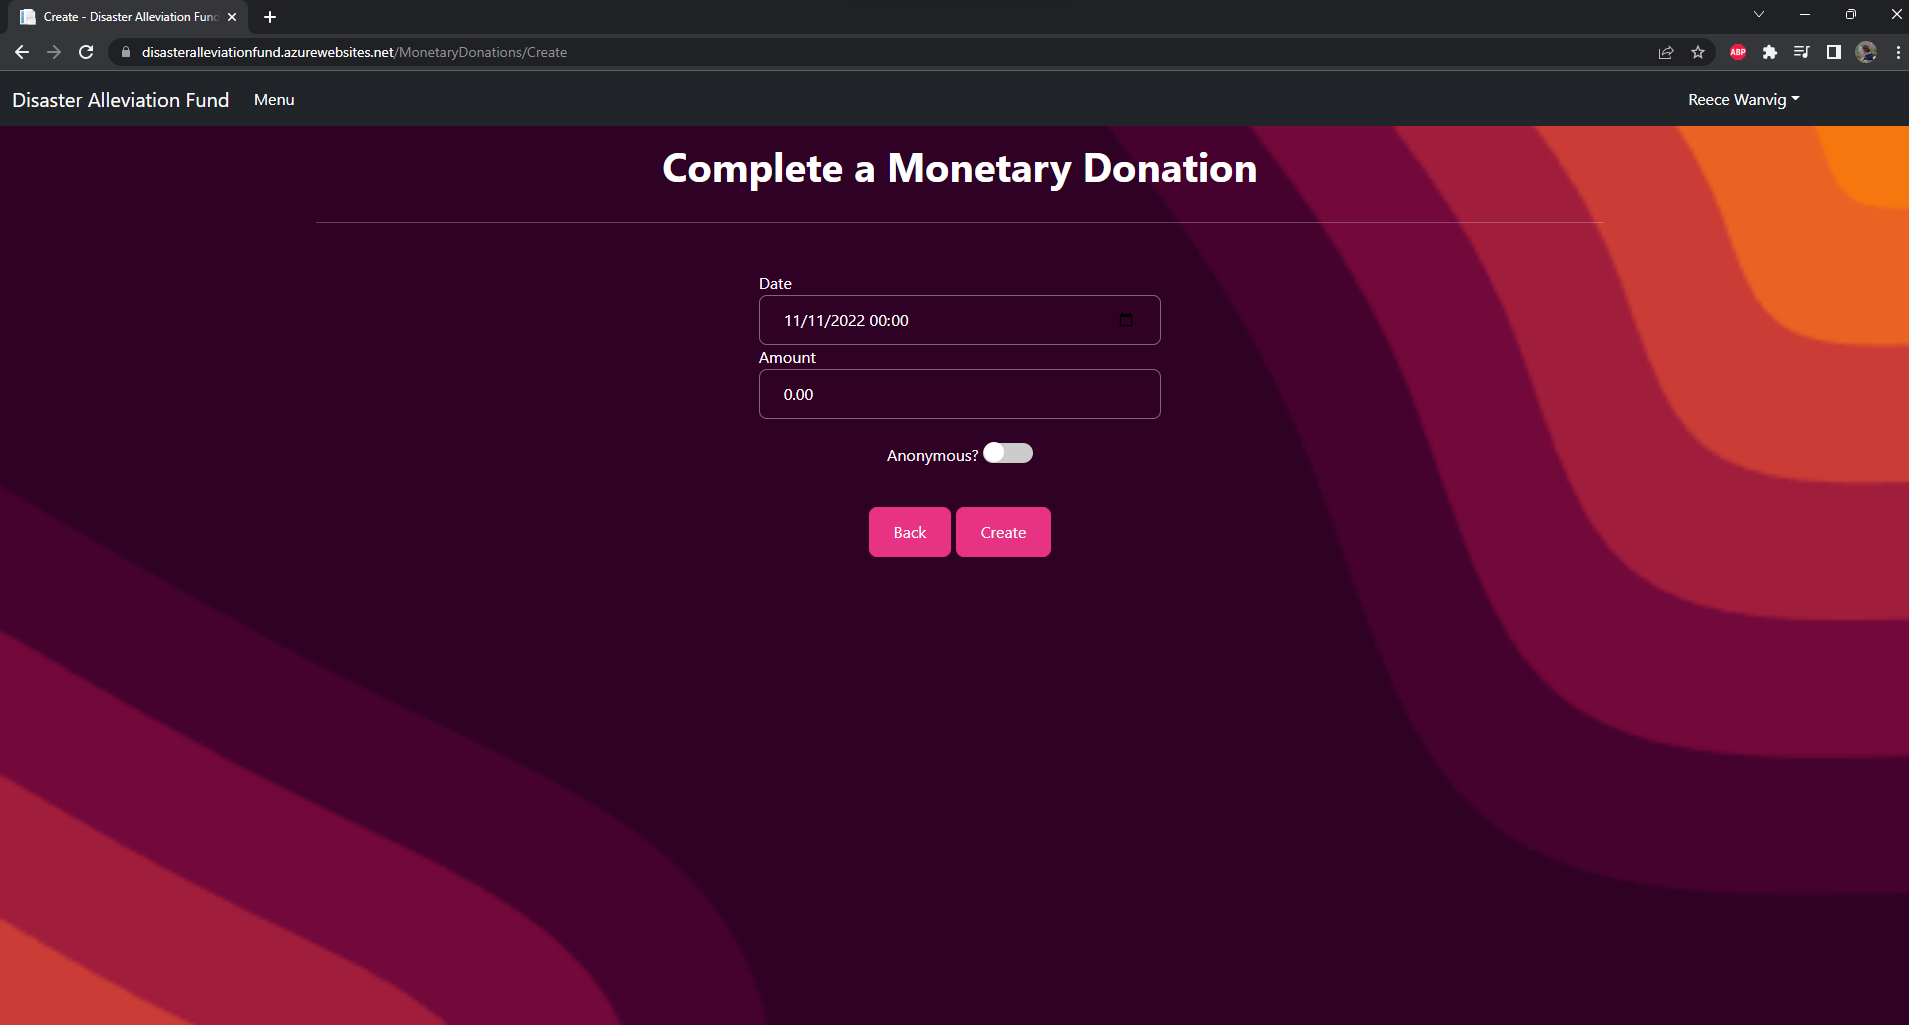 Create - Disaster Alleviation Fund
disasteralleviationfund.azurewebsites.net/MonetaryDonations/Create
ABP
Disaster Alleviation Fund Menu Reece Wanvig
Complete a Monetary Donation
Date
11/11/2022 00:00
Amount
0.00
Anonymous?
Back Create